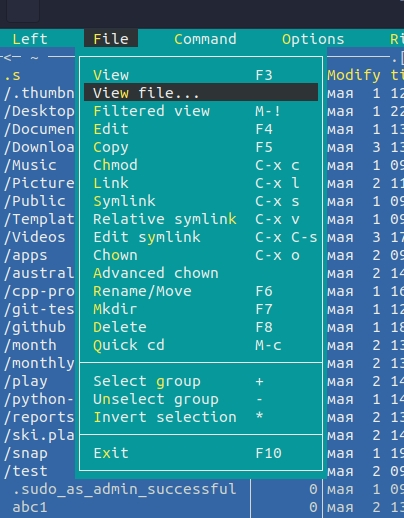 Left File Command Options Ri
<- ~ .[
.s Modify ti
View F3
/.thumbn View file... мая 1 12
/Desktop Filtered view M-! мая 1 22
/Documen Edit F4 мая 1 13
/Downloa Copy F5 мая 3 13
/Music Chmod C-x c мая 1 09
/Picture Link C-x l мая 2 11
/Public Symlink C-x s мая 1 09
/Templat Relative symlink C-x v мая 1 09
/Videos Edit symlink C-x C-s мая 3 17
/apps Chown C-x o мая 2 09
/austral Advanced chown мая 2 14
/cpp-pro Rename/Move F6 мая 1 16
/git-tes Mkdir F7 мая 1 12
/github Delete F8 мая 1 18
/month Quick cd M-c мая 2 13
/monthly мая 2 13
/play Select group + мая 2 14
/python- Unselect group - мая 1 14
/reports Invert selection * мая 2 14
/ski.pla мая 2 14
/snap Exit F10 мая 1 09
/test мая 2 09
.sudo_as_admin_successful 0 мая 1 09
abc1 0 мая 2 13